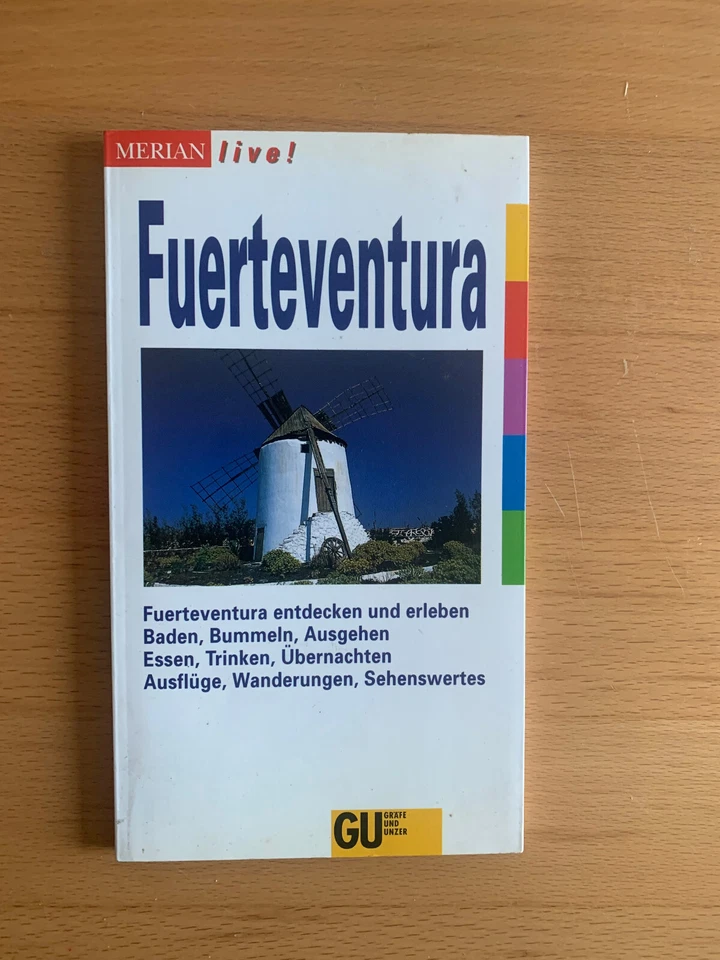 MERIAN live!
Fuerteventura
Fuerteventura entdecken und erleben
Baden, Bummeln, Ausgehen
Essen, Trinken, Übernachten
Ausflüge, Wanderungen, Sehenswertes
GU GRÄFE
UND
UNZER